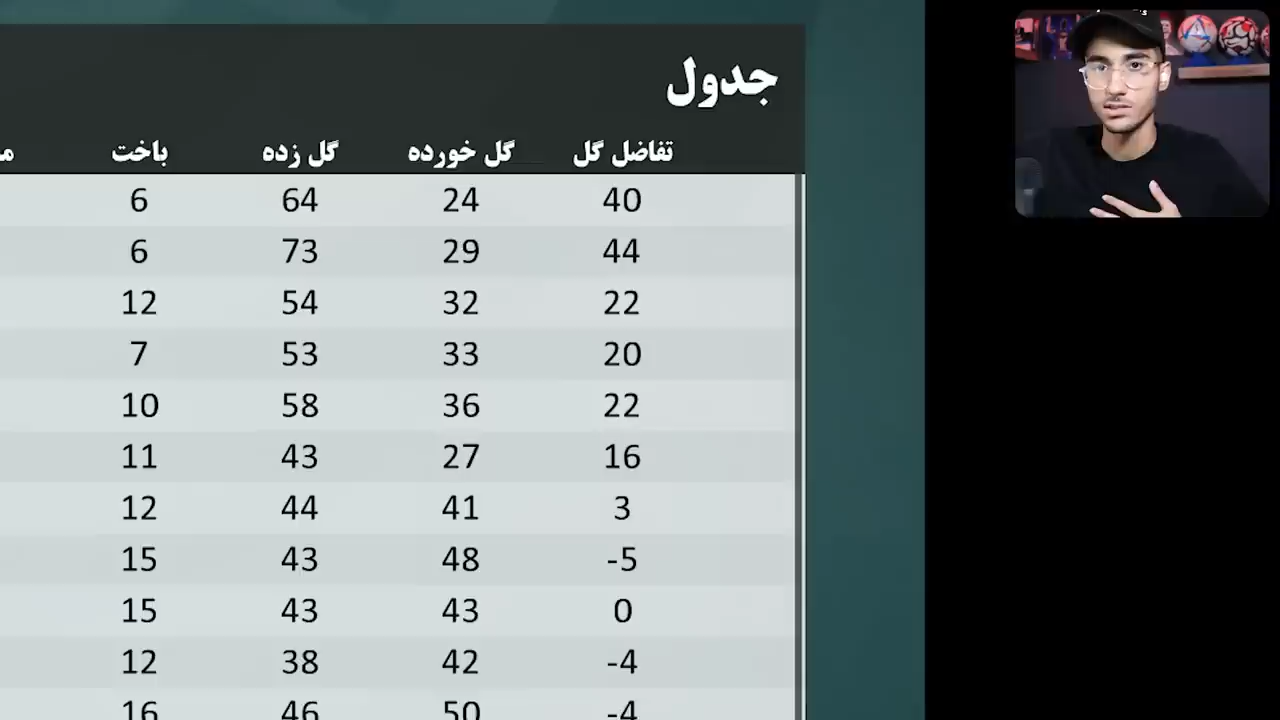 جدول
باخت گل زده گل خورده تفاضل گل
6 64 24 40
6 73 29 44
12 54 32 22
7 53 33 20
10 58 36 22
11 43 27 16
12 44 41 3
15 43 48 -5
15 43 43 0
12 38 42 -4
16 46 50 -4